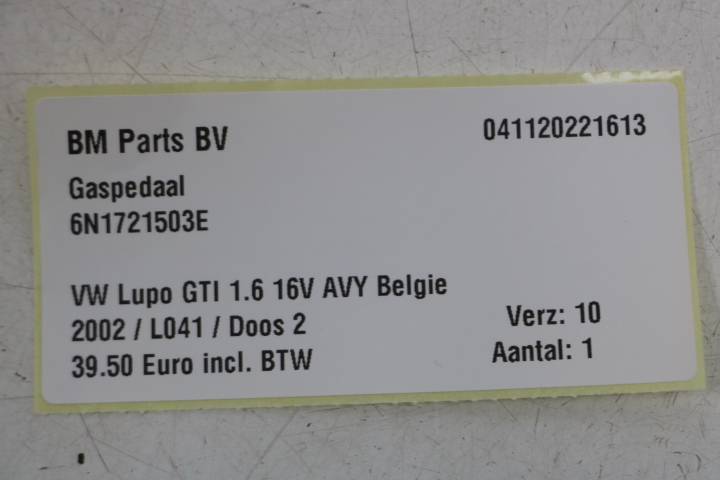 BM Parts BV
041120221613
Gaspedaal
6N1721503E
VW Lupo GTI 1.6 16V AVY Belgie
2002 / L041 / Doos 2
Verz: 10
39.50 Euro incl. BTW
Aantal: 1